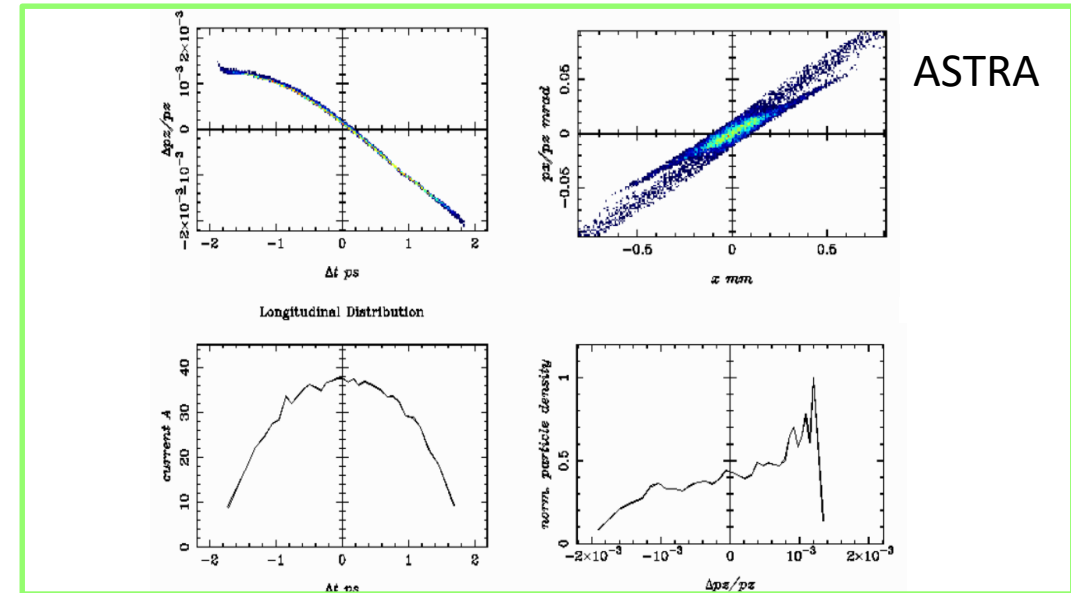 ASTRA
2×10⁻³
10⁻³
0
-10⁻³
-2×10⁻³
Δpz/pz
-2 -1 0 1 2
Δt ps
0.05
0
-0.05
px/pz mrad
-0.5 0 0.5
x mm
Longitudinal Distribution
40
30
20
10
0
current A
-2 -1 0 1 2
Δt ps
1
0.5
0
norm. particle density
-2×10⁻³ -10⁻³ 0 10⁻³ 2×10⁻³
Δpz/pz